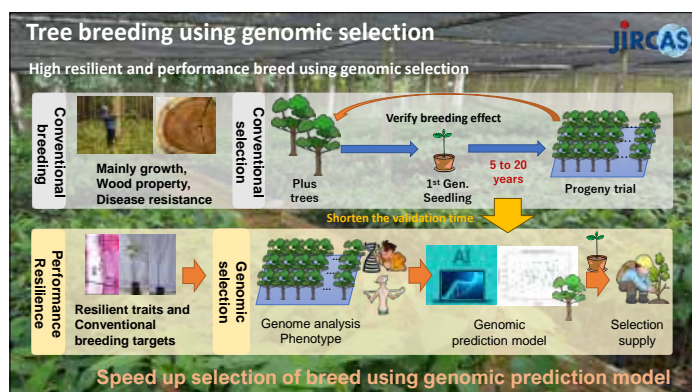 Tree breeding using genomic selection
JIRCAS
High resilient and performance breed using genomic selection
Conventional
breeding
Mainly growth,
Wood property,
Disease resistance
Conventional
selection
Verify breeding effect
Plus
trees
1st Gen.
Seedling
5 to 20
years
Progeny trial
Shorten the validation time
Performance
Resilience
Resilient traits and
Conventional
breeding targets
Genomic
selection
Genome analysis
Phenotype
AI
Genomic
prediction model
Selection
supply
Speed up selection of breed using genomic prediction model